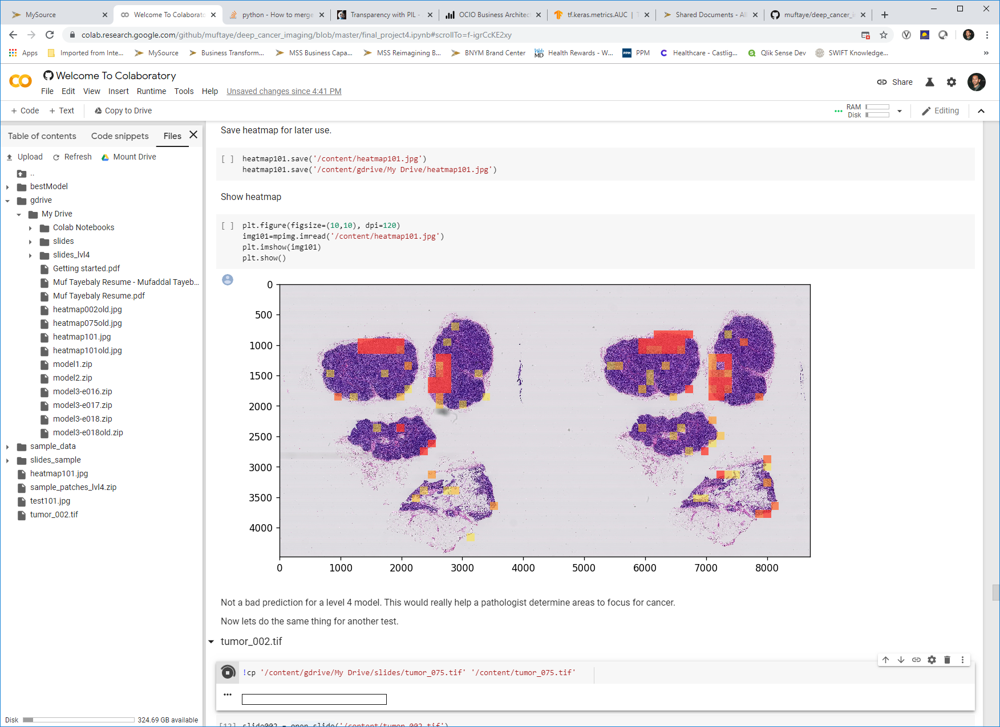 MySource
Welcome To Colaborato
python - How to merge
Transparency with PIL -
OCIO Business Architect
tf.keras.metrics.AUC | T
Shared Documents - All
muftaye/deep_cancer_i
colab.research.google.com/github/muftaye/deep_cancer_imaging/blob/master/final_project4.ipynb#scrollTo=f-igrCcKE2xy
Apps
Imported from Inte...
MySource
Business Transform...
MSS Business Capa...
MSS Reimagining B...
BNYM Brand Center
Health Rewards - W...
PPM PPM
Healthcare - Castlig...
Qlik Sense Dev
SWIFT Knowledge...
»
Welcome To Colaboratory
File Edit View Insert Runtime Tools Help Unsaved changes since 4:41 PM
Share
+ Code + Text Copy to Drive
RAM
Disk
Editing
Table of contents Code snippets Files
Upload Refresh Mount Drive
..
bestModel
gdrive
My Drive
Colab Notebooks
slides
slides_lvl4
Getting started.pdf
Muf Tayebaly Resume - Mufaddal Tayeb...
Muf Tayebaly Resume.pdf
heatmap002old.jpg
heatmap075old.jpg
heatmap101.jpg
heatmap101old.jpg
model1.zip
model2.zip
model3-e016.zip
model3-e017.zip
model3-e018.zip
model3-e018old.zip
sample_data
slides_sample
heatmap101.jpg
sample_patches_lvl4.zip
test101.jpg
tumor_002.tif
Disk 324.69 GB available
Save heatmap for later use.
[ ] heatmap101.save('/content/heatmap101.jpg')
heatmap101.save('/content/gdrive/My Drive/heatmap101.jpg')
Show heatmap
[ ] plt.figure(figsize=(10,10), dpi=120)
img101=mpimg.imread('/content/heatmap101.jpg')
plt.imshow(img101)
plt.show()
0
500
1000
1500
2000
2500
3000
3500
4000
0 1000 2000 3000 4000 5000 6000 7000 8000
Not a bad prediction for a level 4 model. This would really help a pathologist determine areas to focus for cancer.
Now lets do the same thing for another test.
tumor_002.tif
!cp '/content/gdrive/My Drive/slides/tumor_075.tif' '/content/tumor_075.tif'
[12] slide002 = open_slide('/content/tumor_002.tif')